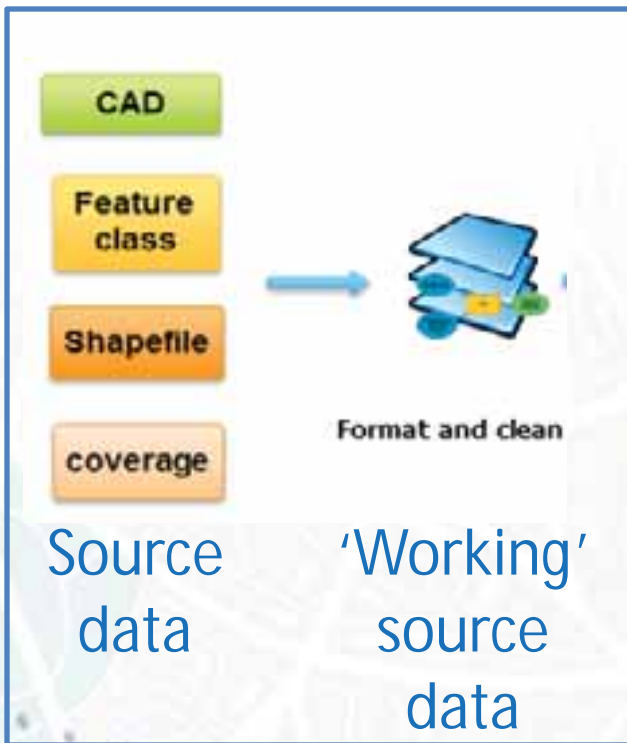 CAD
Feature
class
Shapefile
coverage
Format and clean
Source
data
‘Working’
source
data